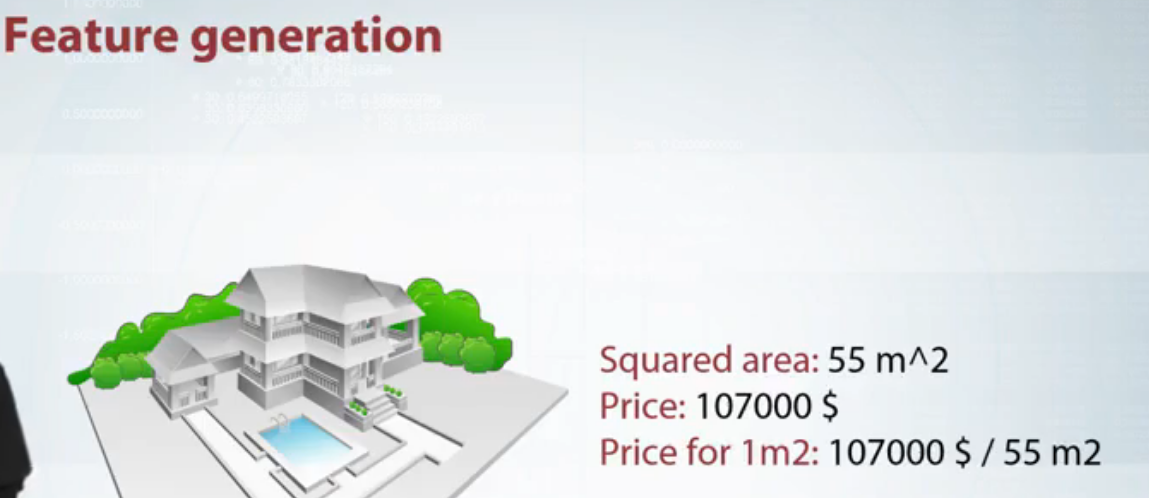 Feature generation
Squared area: 55 m^2
Price: 107000 $
Price for 1m2: 107000 $ / 55 m2